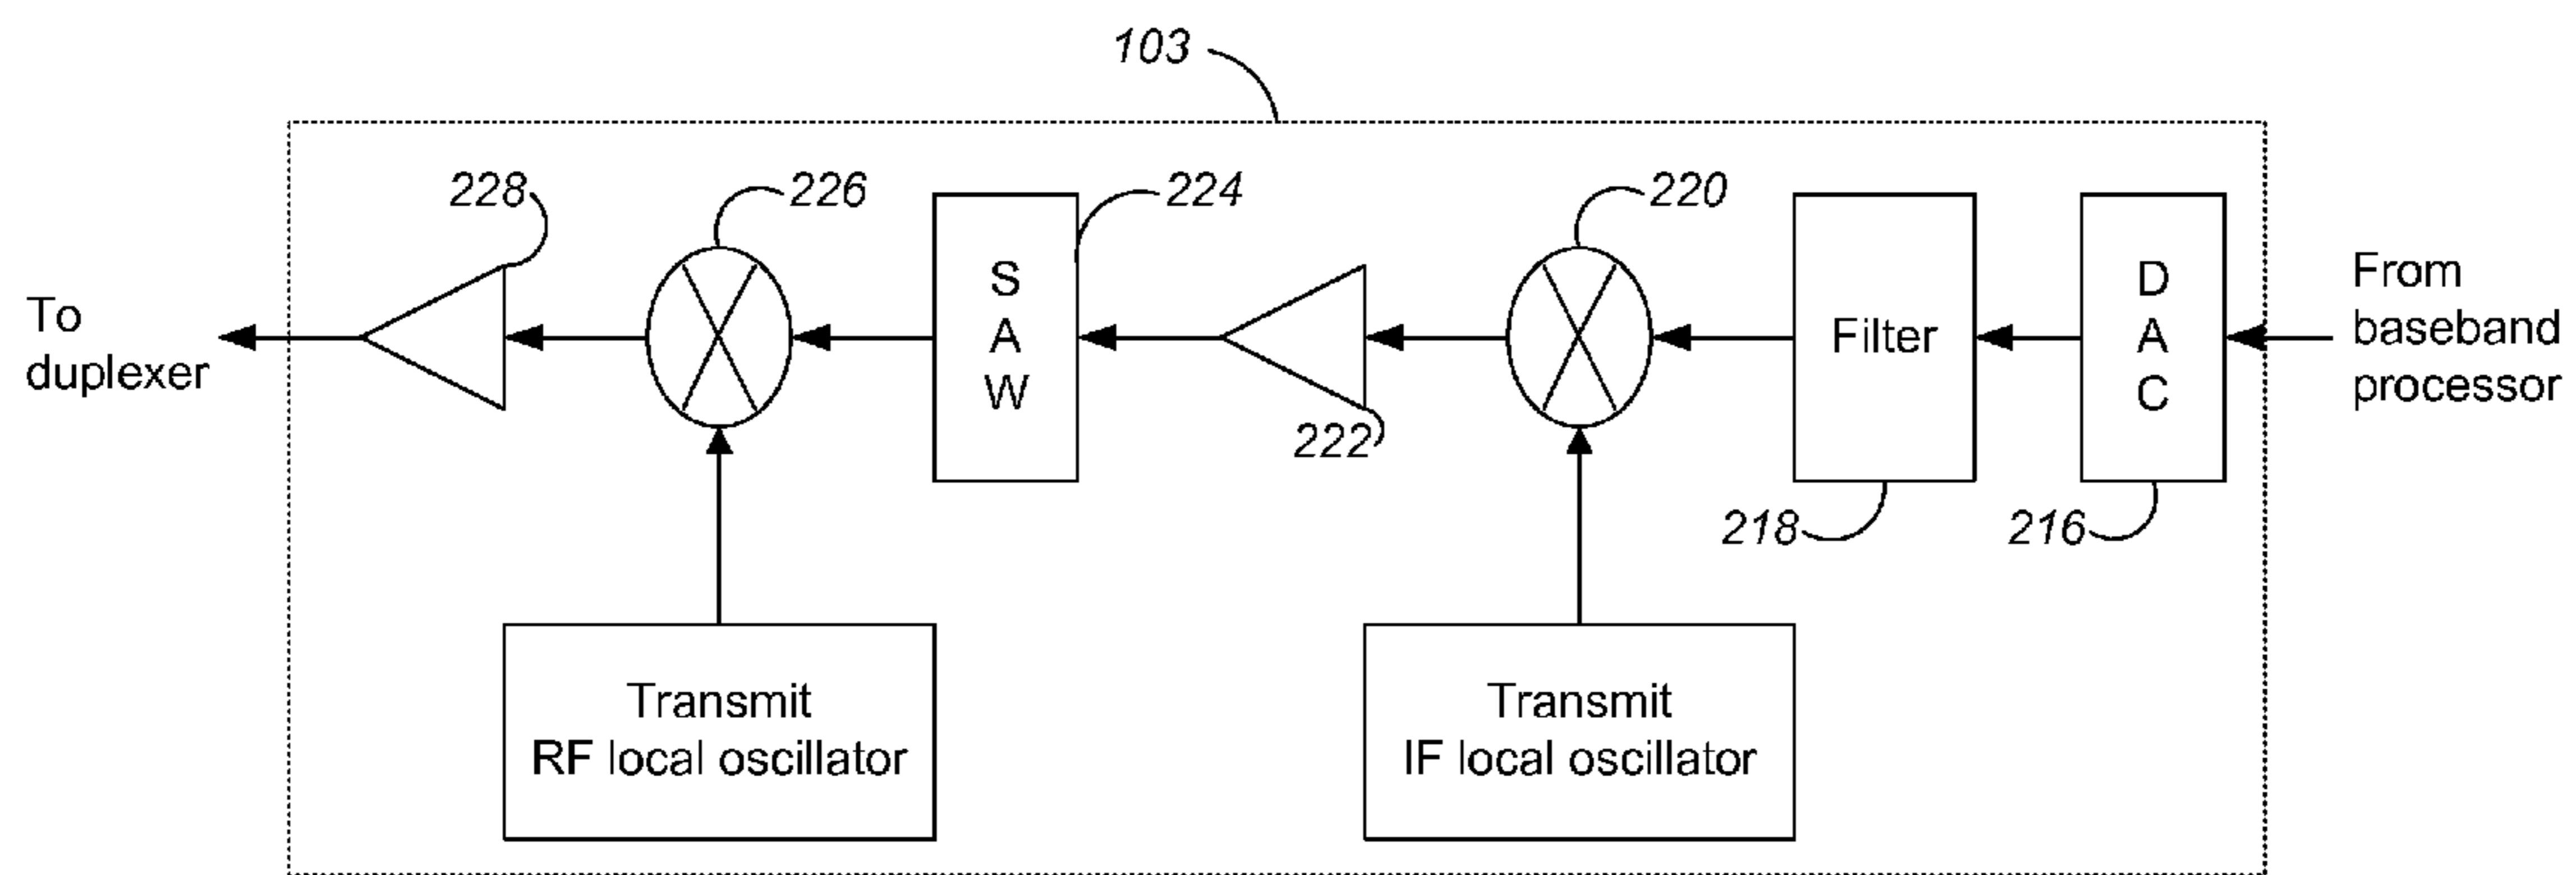 103
228
226
224
220
To
duplexer
S
A
W
222
Filter
218
D
A
C
216
From
baseband
processor
Transmit
RF local oscillator
Transmit
IF local oscillator